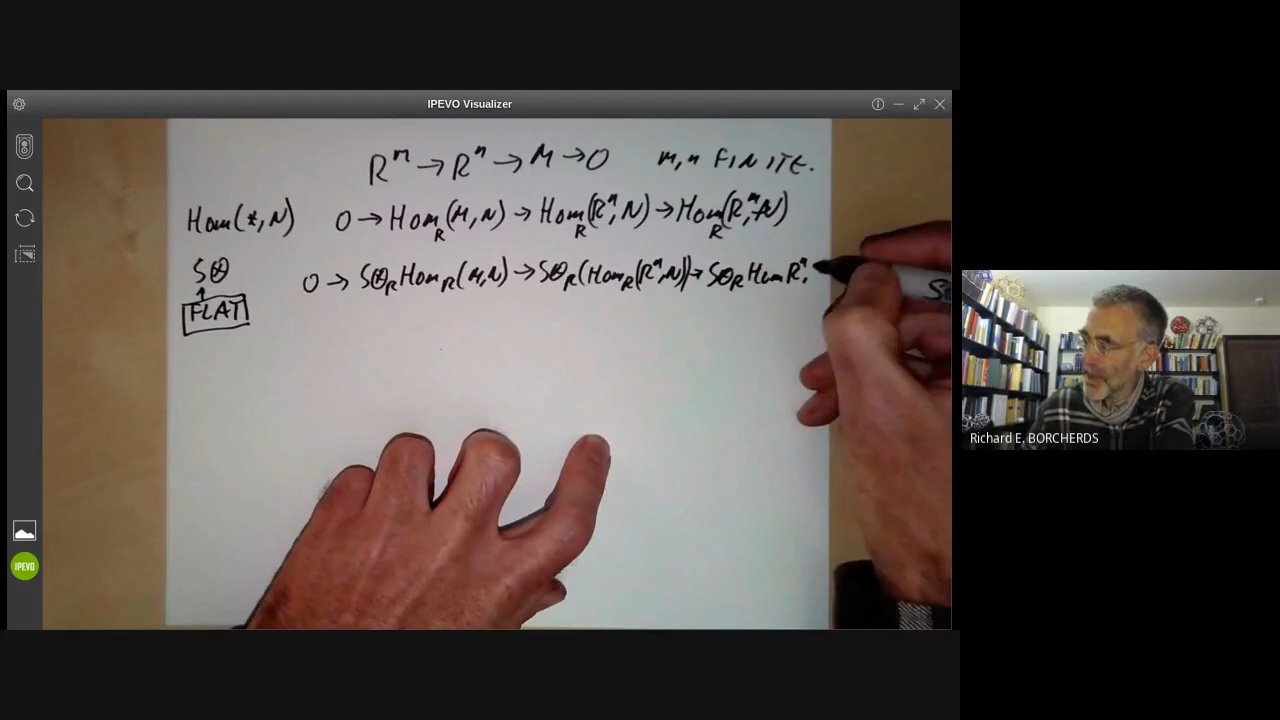 IPEVO Visualizer
R^m → R^n → M → 0 m, n FINITE.
Hom(*, N) 0 → Hom_R(M, N) → Hom_R(R^n, N) → Hom_R(R^m, N)
S⊗ 0 → S⊗_R Hom_R(M, N) → S⊗_R(Hom_R(R^n, N)) → S⊗_R Hom R^m,
↑
FLAT
IPEVO
Richard E. BORCHERDS